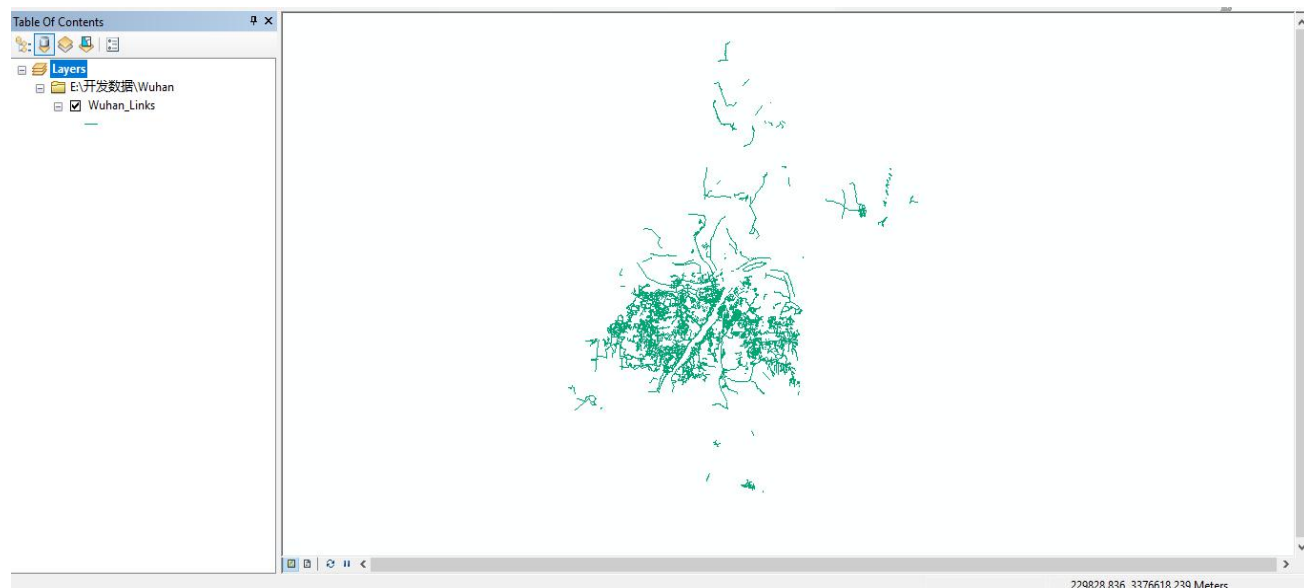 Table Of Contents
Layers
E:\开发数据\Wuhan
Wuhan_Links
229828.836 3376618.239 Meters